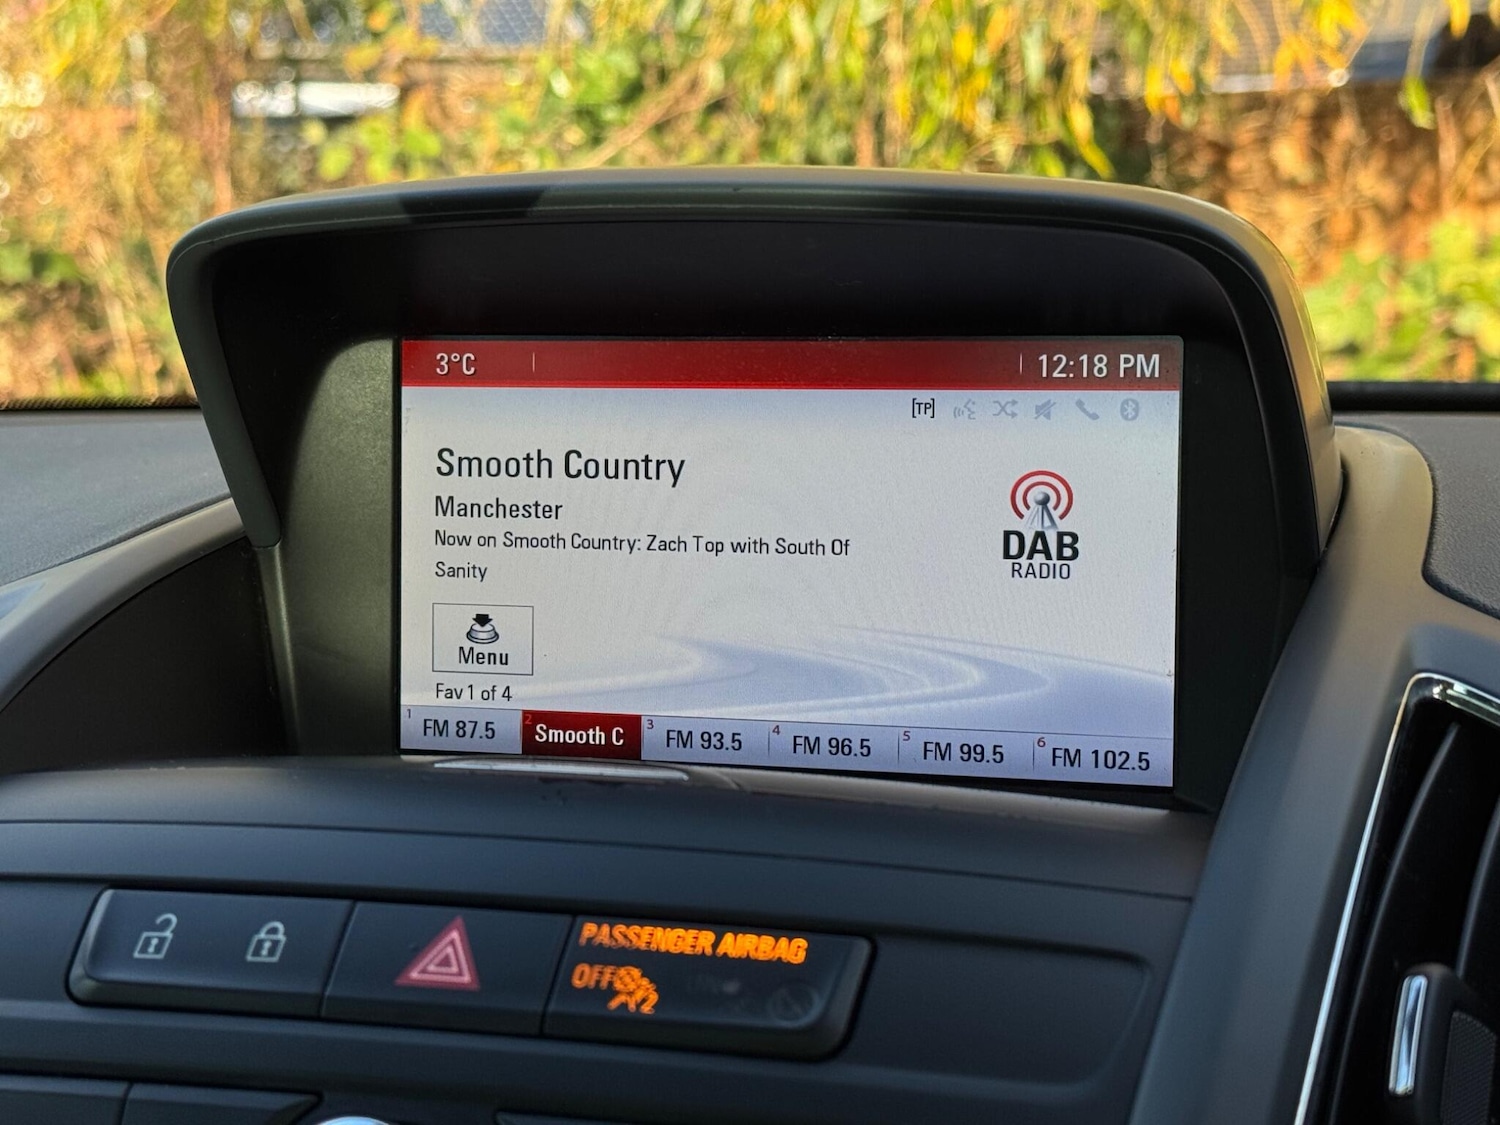 3°C
12:18 PM
[TP]
Smooth Country
Manchester
Now on Smooth Country: Zach Top with South Of
Sanity
DAB
RADIO
Menu
Fav 1 of 4
1 FM 87.5
2 Smooth C
3 FM 93.5
4 FM 96.5
5 FM 99.5
6 FM 102.5
PASSENGER AIRBAG
OFF 2